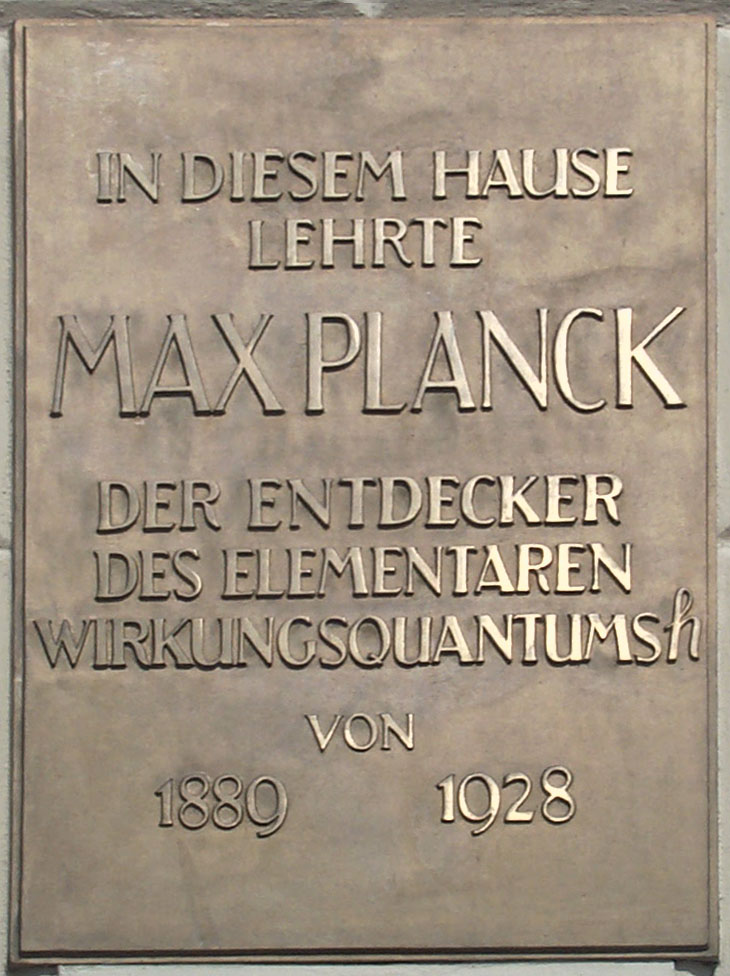 IN DIESEM HAUSE
LEHRTE
MAX PLANCK
DER ENTDECKER
DES ELEMENTAREN
WIRKUNGSQUANTUMS h
VON
1889 1928